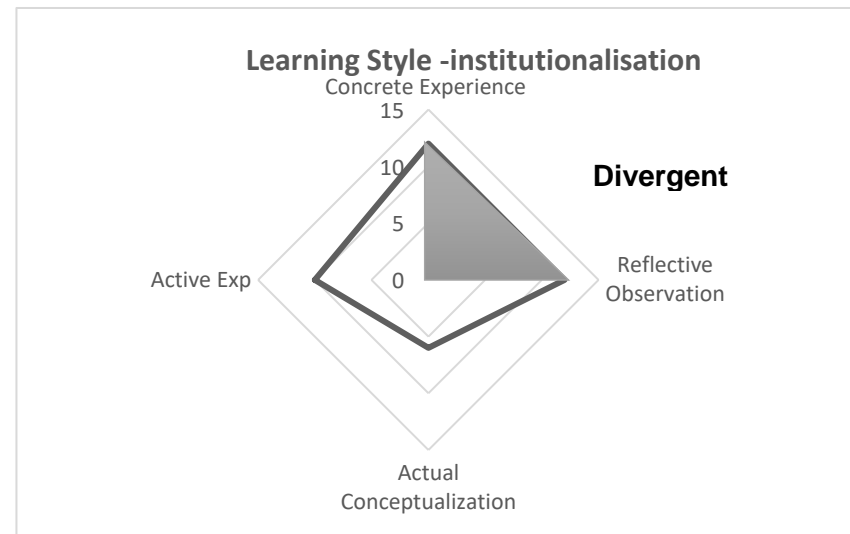 Learning Style -institutionalisation
Concrete Experience
15
10
5
0
Divergent
Active Exp
Reflective
Observation
Actual
Conceptualization